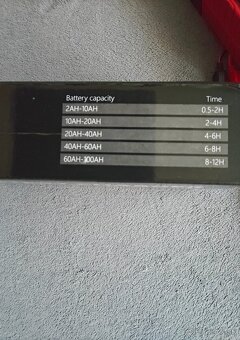 Battery capacity Time
2AH-10AH 0.5-2H
10AH-20AH 2-4H
20AH-40AH 4-6H
40AH-60AH 6-8H
60AH-100AH 8-12H